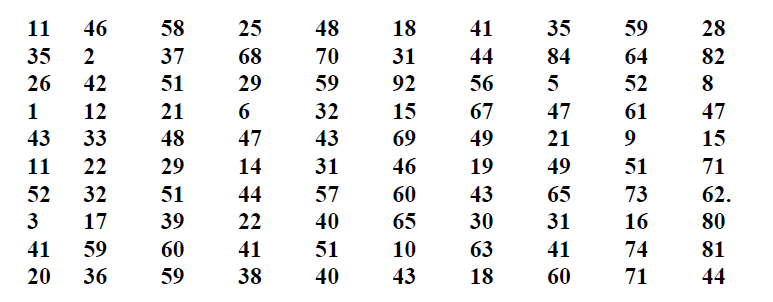 11 46 58 25 48 18 41 35 59 28
35 2 37 68 70 31 44 84 64 82
26 42 51 29 59 92 56 5 52 8
1 12 21 6 32 15 67 47 61 47
43 33 48 47 43 69 49 21 9 15
11 22 29 14 31 46 19 49 51 71
52 32 51 44 57 60 43 65 73 62.
3 17 39 22 40 65 30 31 16 80
41 59 60 41 51 10 63 41 74 81
20 36 59 38 40 43 18 60 71 44